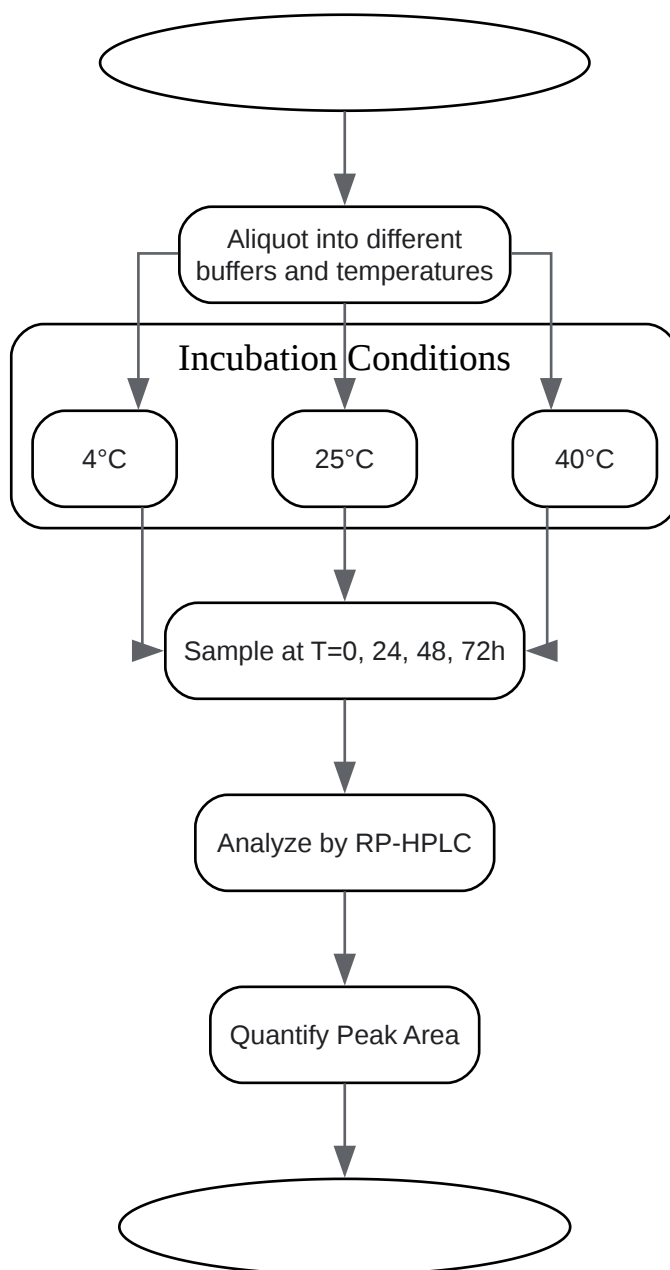 Aliquot into different
buffers and temperatures
Incubation Conditions
4°C
25°C
40°C
Sample at T=0, 24, 48, 72h
Analyze by RP-HPLC
Quantify Peak Area